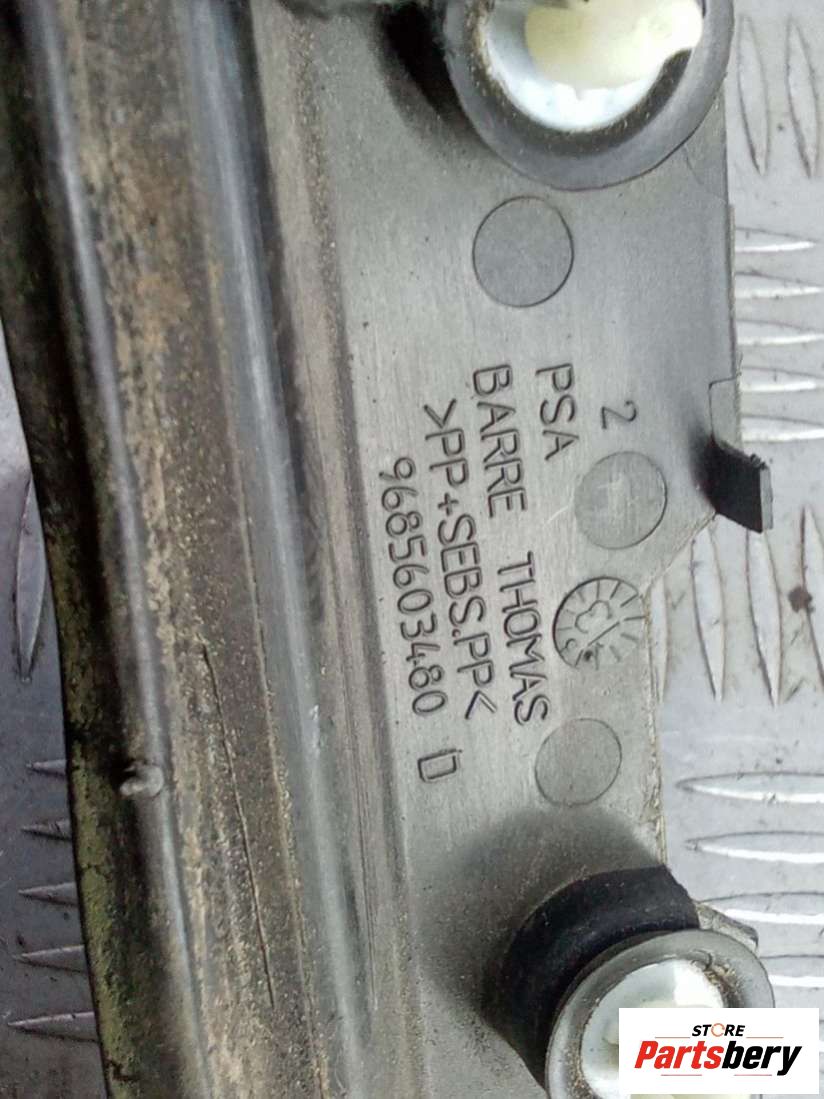 2
PSA
BARRE THOMAS
>PP+SEBS.PP<
9685603480 D
STORE
Partsbery